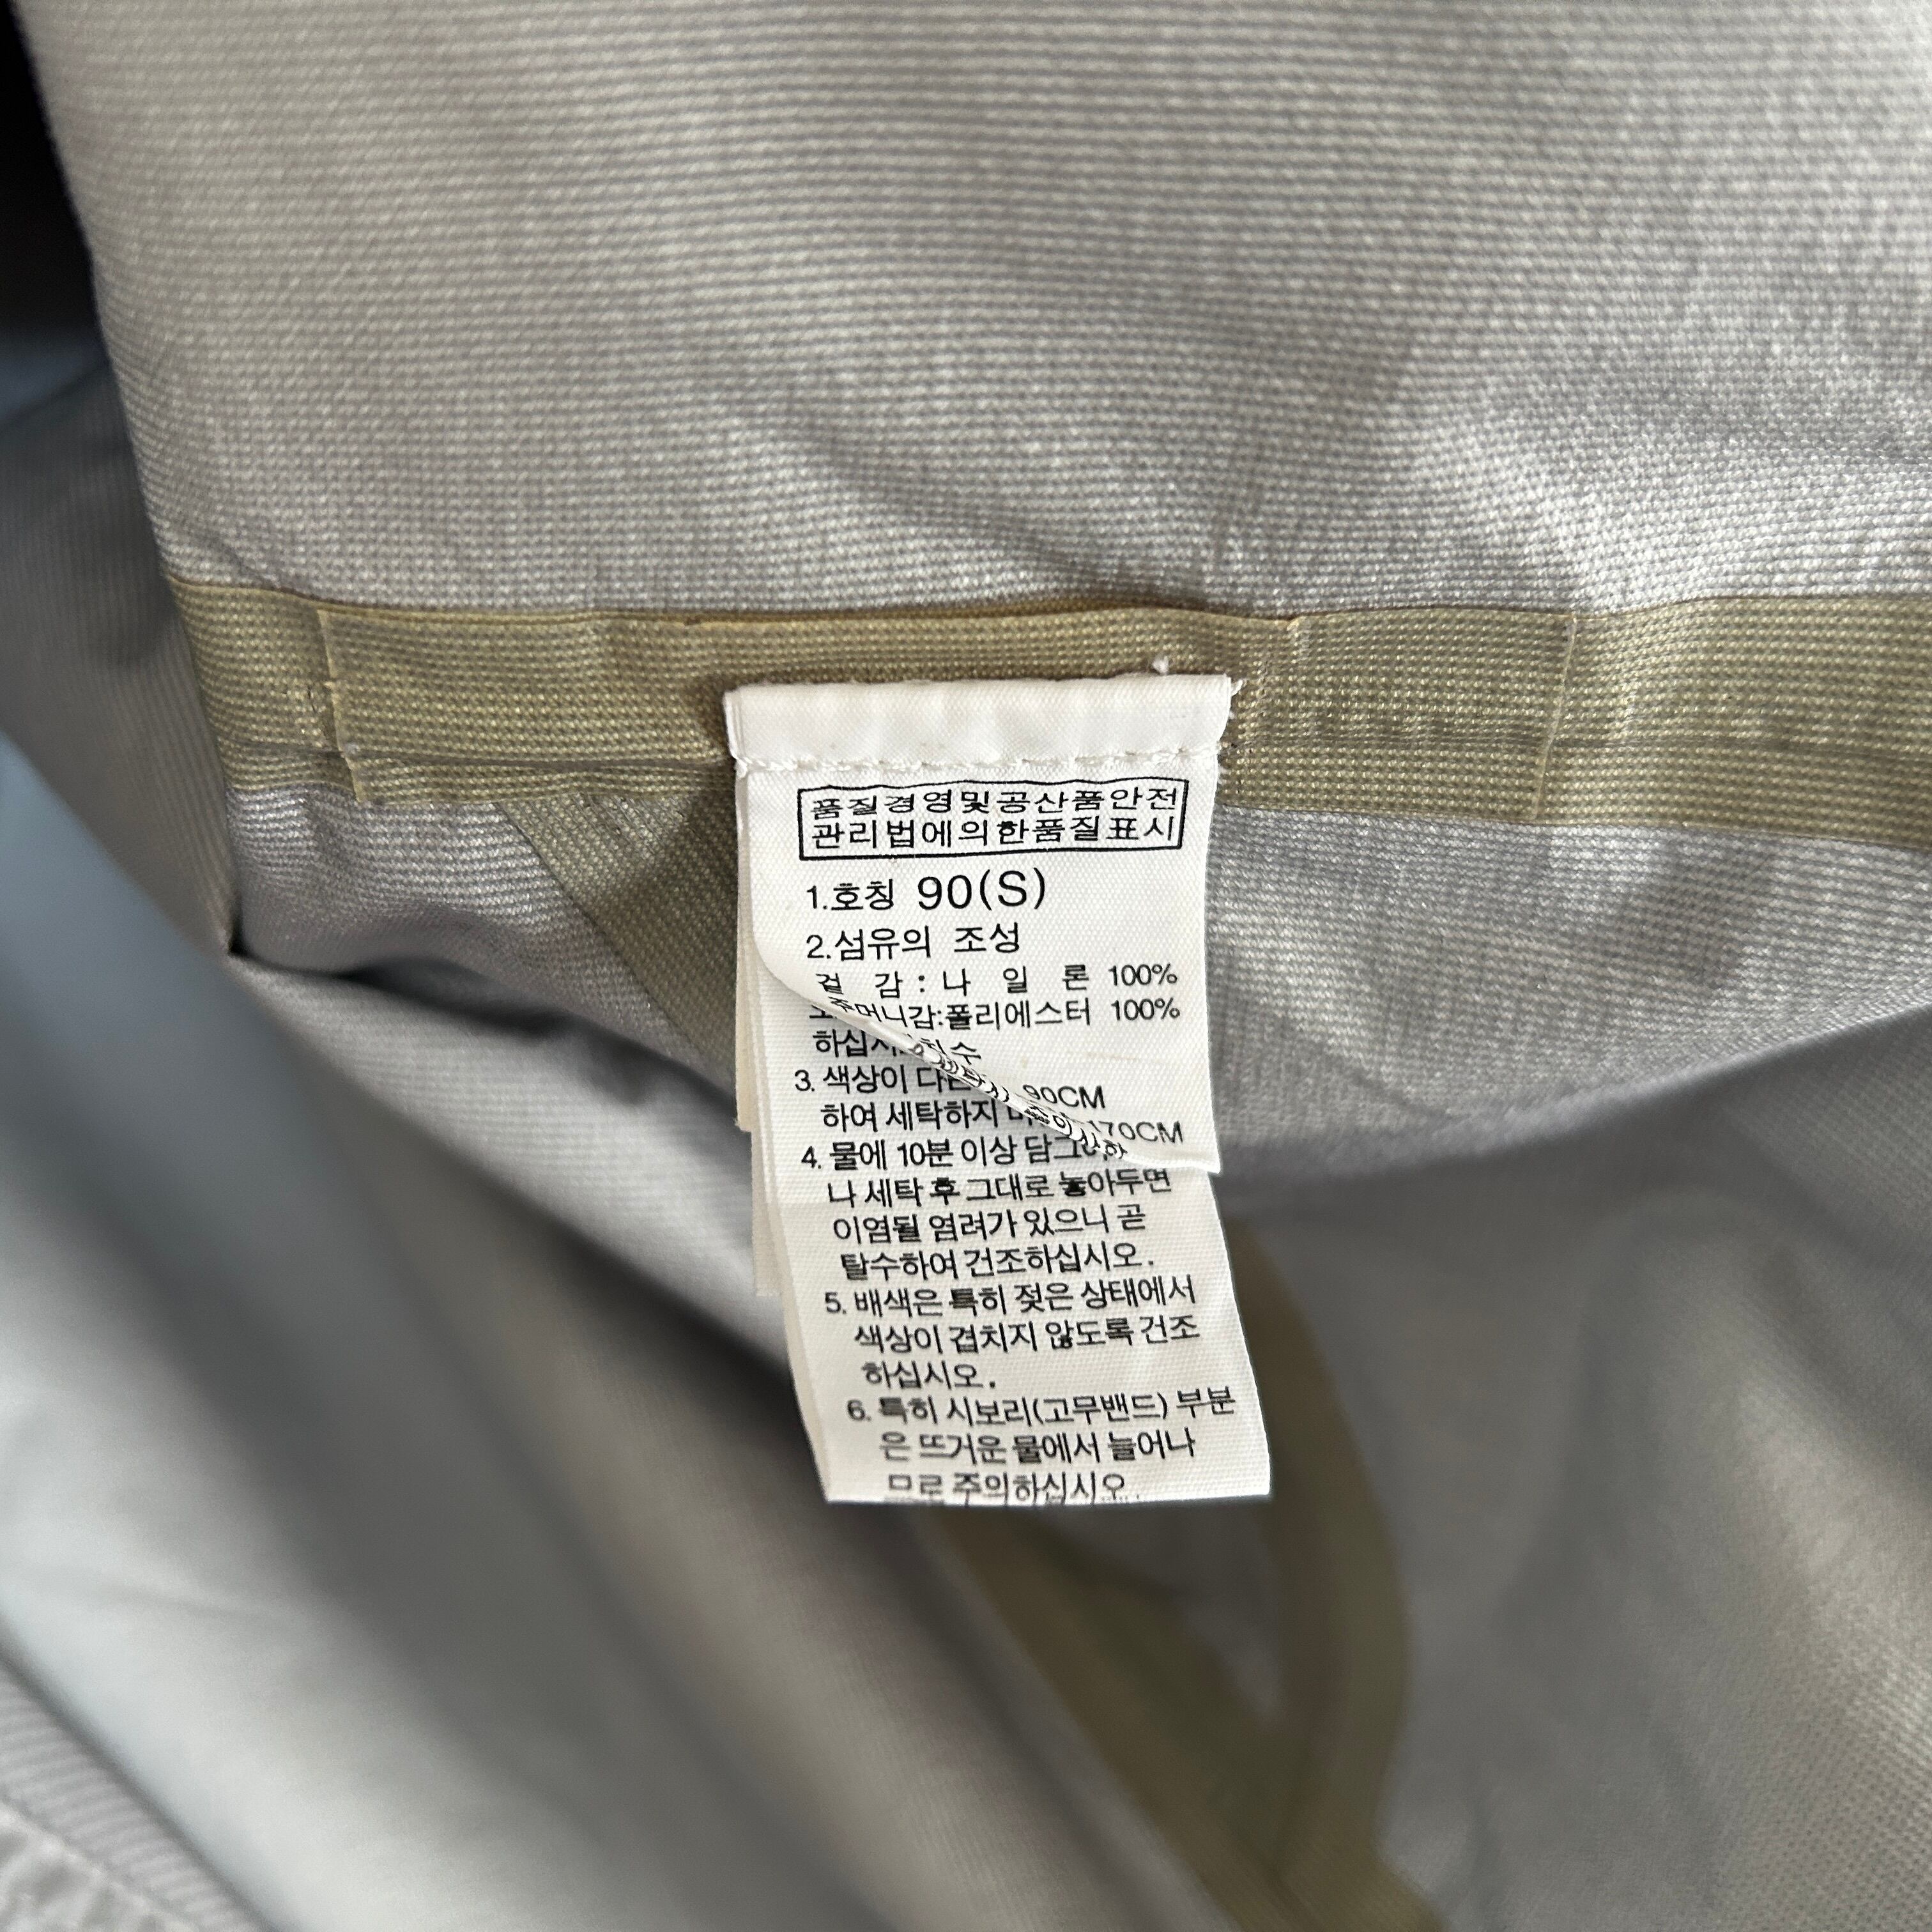 품질경영및공산품안전
관리법에의한품질표시
1.호칭 90(S)
2.섬유의 조성
겉 감 : 나 일 론 100%
주머니감:폴리에스터 100%
90CM
170CM
하십시
3. 색상이
하여 세탁하지
4. 물에 10분 이상 담그
나 세탁 후 그대로 놓아두면
이염될 염려가 있으니 곧
탈수하여 건조하십시오.
5. 배색은 특히 젖은 상태에서
색상이 겹치지 않도록 건조
하십시오.
6. 특히 시보리(고무밴드) 부분
은 뜨거운 물에서 늘어나
므로 주의하십시오.